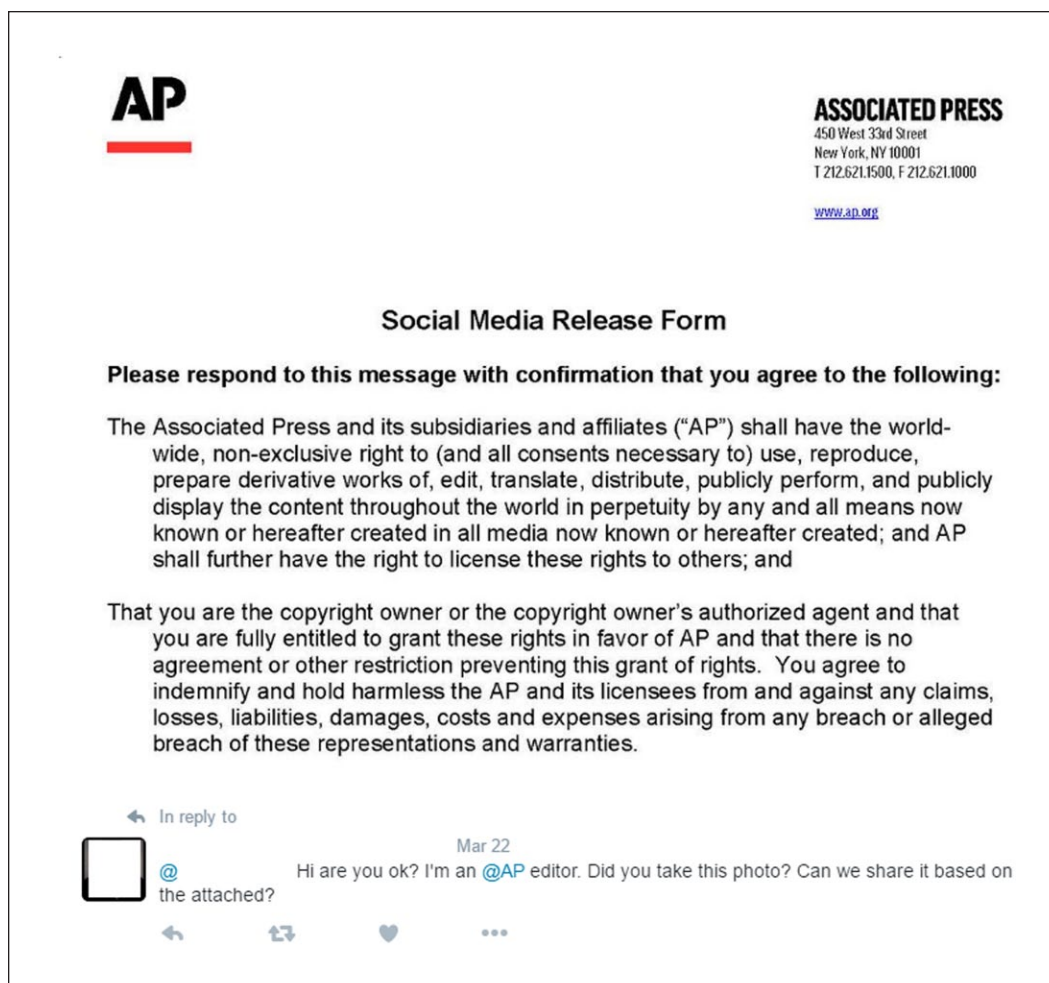 AP
ASSOCIATED PRESS
450 West 33rd Street
New York, NY 10001
T 212.621.1500, F 212.621.1000
www.ap.org
Social Media Release Form
Please respond to this message with confirmation that you agree to the following:
The Associated Press and its subsidiaries and affiliates (“AP”) shall have the world-
wide, non-exclusive right to (and all consents necessary to) use, reproduce,
prepare derivative works of, edit, translate, distribute, publicly perform, and publicly
display the content throughout the world in perpetuity by any and all means now
known or hereafter created in all media now known or hereafter created; and AP
shall further have the right to license these rights to others; and
That you are the copyright owner or the copyright owner’s authorized agent and that
you are fully entitled to grant these rights in favor of AP and that there is no
agreement or other restriction preventing this grant of rights.  You agree to
indemnify and hold harmless the AP and its licensees from and against any claims,
losses, liabilities, damages, costs and expenses arising from any breach or alleged
breach of these representations and warranties.
In reply to
Mar 22
@ Hi are you ok? I'm an @AP editor. Did you take this photo? Can we share it based on
the attached?